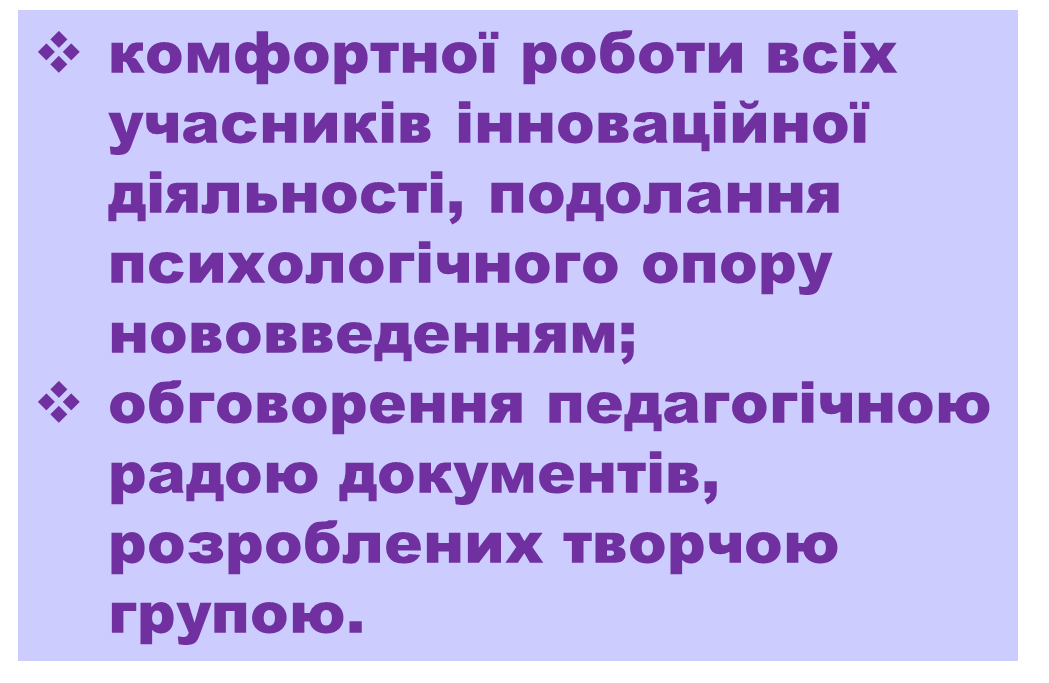 ❖ комфортної роботи всіх
учасників інноваційної
діяльності, подолання
психологічного опору
нововведенням;
❖ обговорення педагогічною
радою документів,
розроблених творчою
групою.